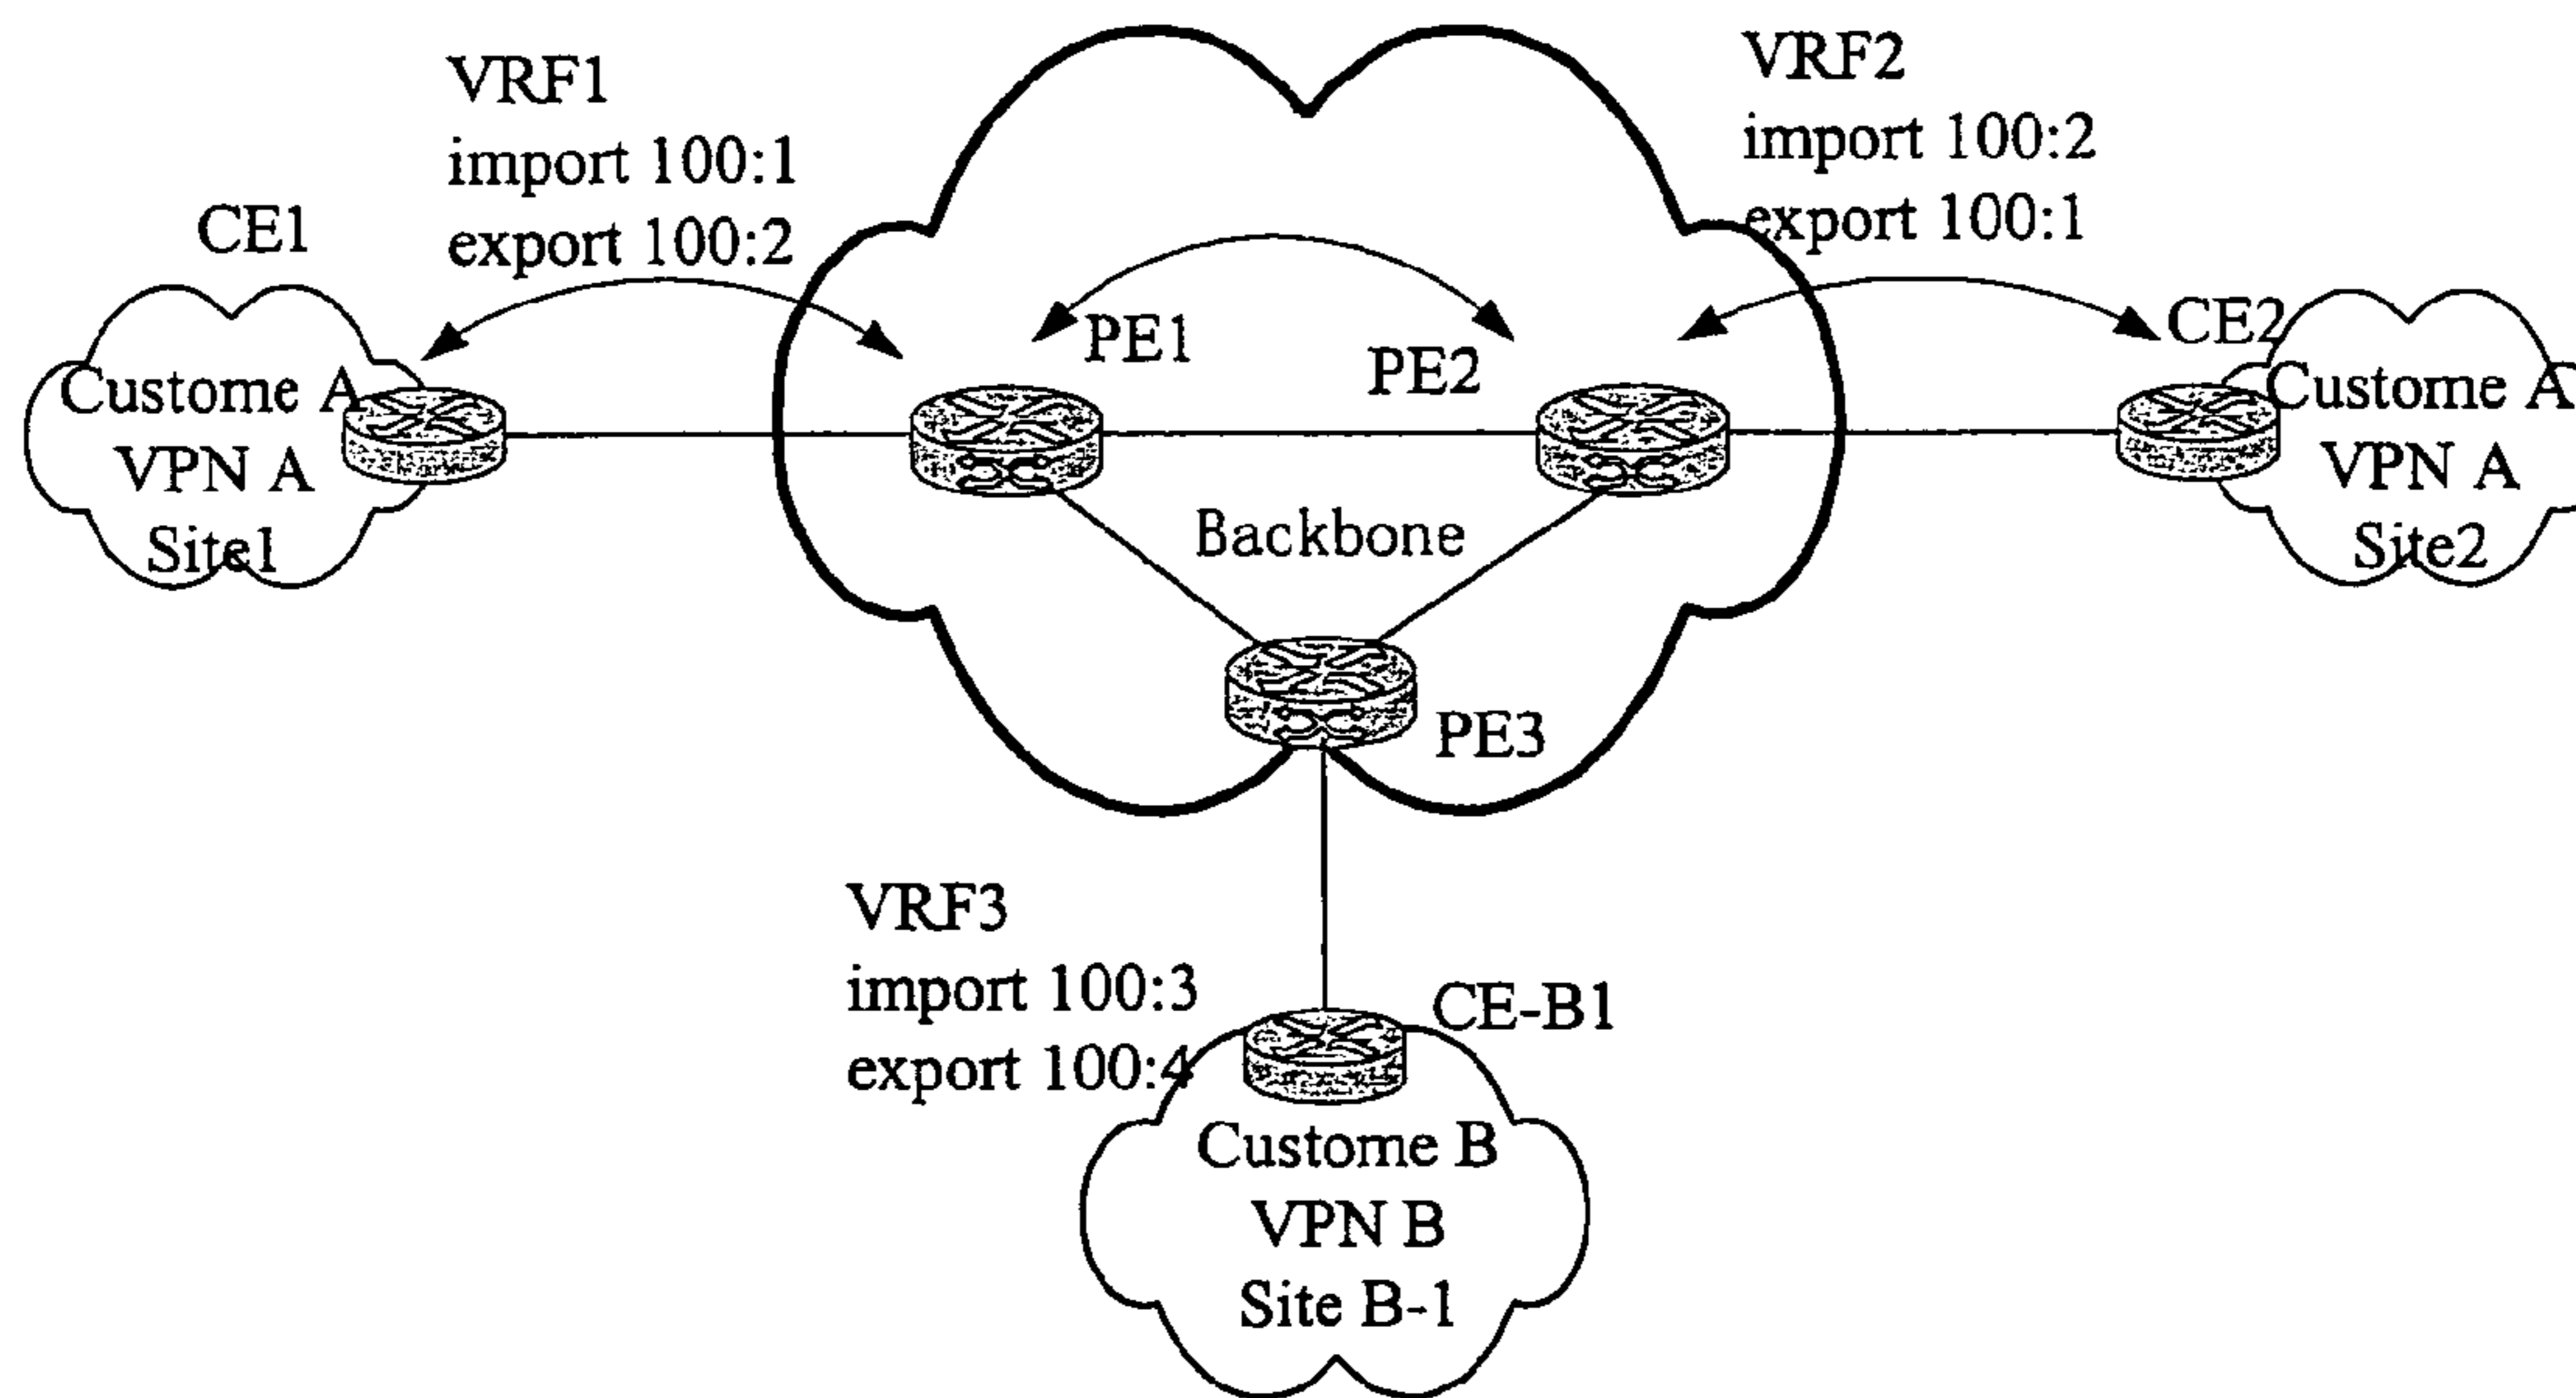 VRF1
import 100:1
export 100:2
VRF2
import 100:2
export 100:1
CE1
PE1
PE2
CE2
Custome A
VPN A
Site1
Custome A
VPN A
Site2
Backbone
PE3
VRF3
import 100:3
export 100:4
CE-B1
Custome B
VPN B
Site B-1